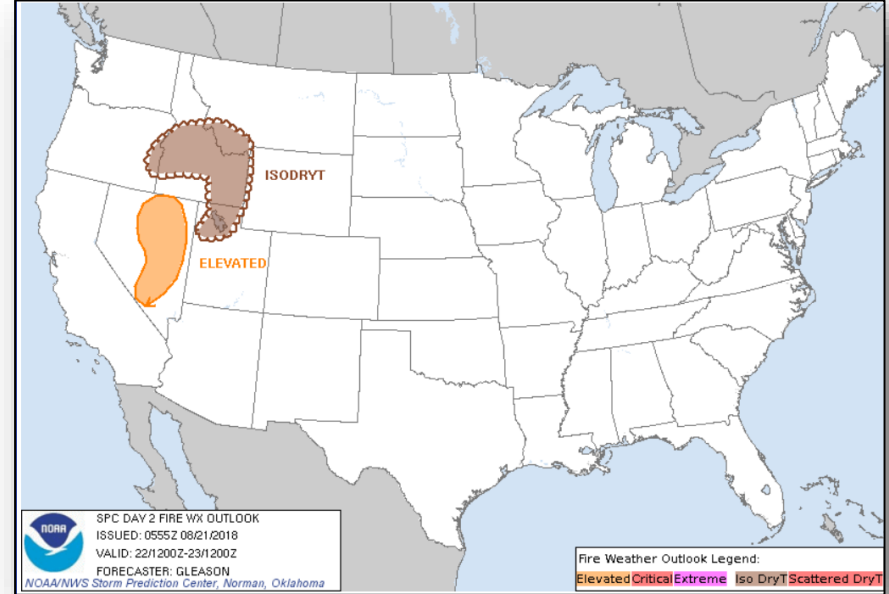 ISODRYT
ELEVATED
NOAA
SPC DAY 2 FIRE WX OUTLOOK
ISSUED: 0555Z 08/21/2018
VALID: 22/1200Z-23/1200Z
FORECASTER: GLEASON
NOAA/NWS Storm Prediction Center, Norman, Oklahoma
Fire Weather Outlook Legend:
Elevated Critical Extreme Iso DryT Scattered DryT